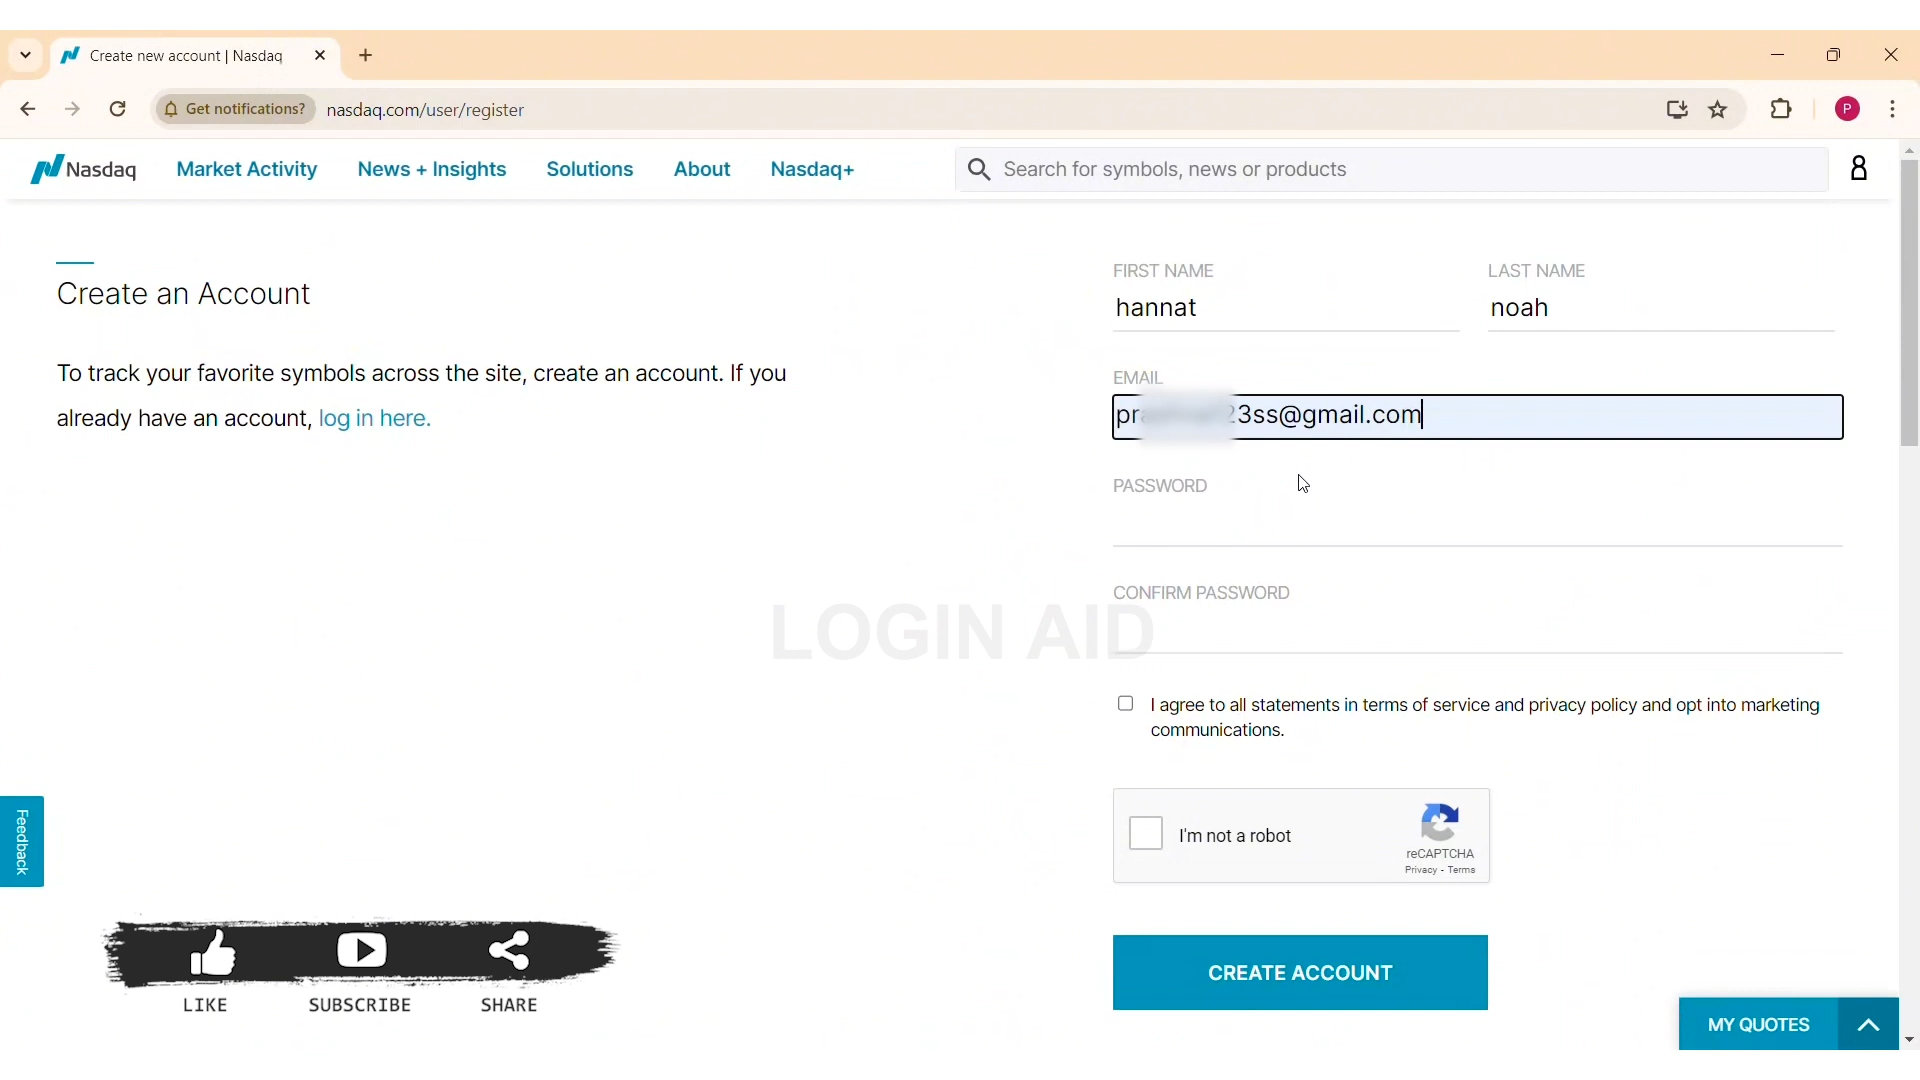 Create new account | Nasdaq
Get notifications? nasdaq.com/user/register
P
Nasdaq Market Activity News + Insights Solutions About Nasdaq+ Search for symbols, news or products
Create an Account
To track your favorite symbols across the site, create an account. If you
already have an account, log in here.
FIRST NAME LAST NAME
hannat noah
EMAIL
3ss@gmail.com
PASSWORD
CONFIRM PASSWORD
LOGIN AID
I agree to all statements in terms of service and privacy policy and opt into marketing
communications.
I'm not a robot
reCAPTCHA
Privacy - Terms
Feedback
CREATE ACCOUNT
LIKE SUBSCRIBE SHARE
MY QUOTES